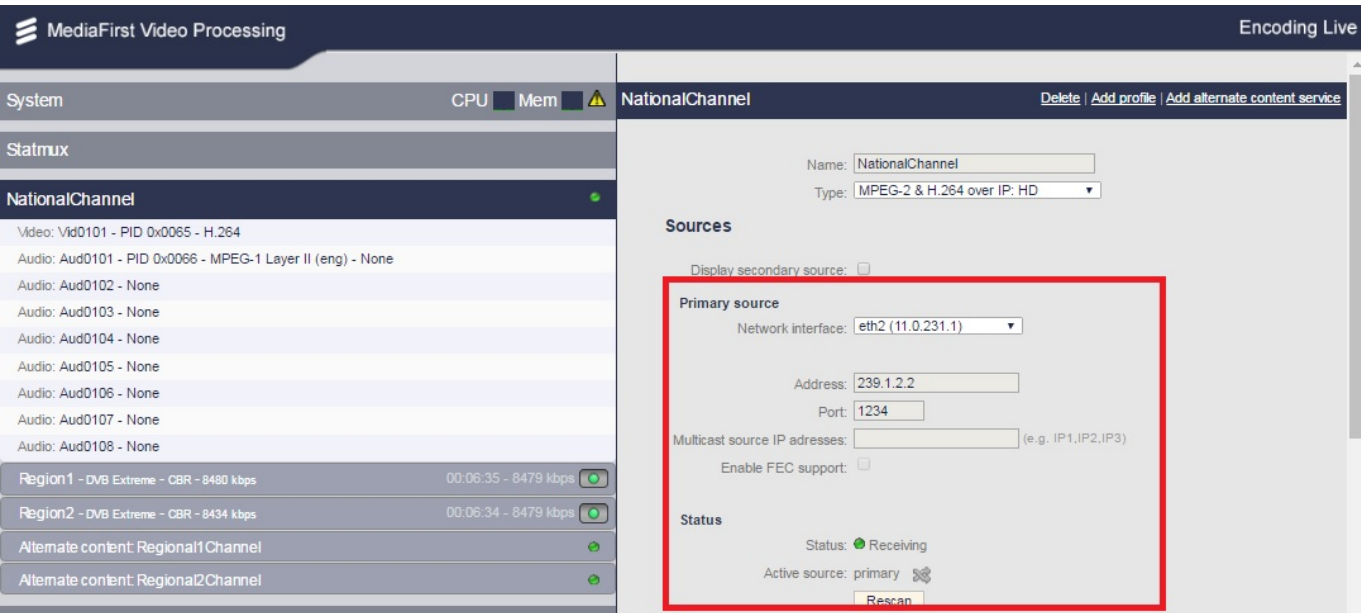 MediaFirst Video Processing
Encoding Live
System
CPU Mem
Statmux
NationalChannel
Video: Vid0101 - PID 0x0065 - H.264
Audio: Aud0101 - PID 0x0066 - MPEG-1 Layer II (eng) - None
Audio: Aud0102 - None
Audio: Aud0103 - None
Audio: Aud0104 - None
Audio: Aud0105 - None
Audio: Aud0106 - None
Audio: Aud0107 - None
Audio: Aud0108 - None
Region1 - DVB Extreme - CBR - 8480 kbps 00:06:35 - 8479 kbps
Region2 - DVB Extreme - CBR - 8434 kbps 00:06:34 - 8479 kbps
Alternate content: Regional1Channel
Alternate content: Regional2Channel
NationalChannel
Delete | Add profile | Add alternate content service
Name: NationalChannel
Type: MPEG-2 & H.264 over IP: HD
Sources
Display secondary source:
Primary source
Network interface: eth2 (11.0.231.1)
Address: 239.1.2.2
Port: 1234
Multicast source IP adresses: (e.g. IP1,IP2,IP3)
Enable FEC support:
Status
Status: Receiving
Active source: primary
Rescan